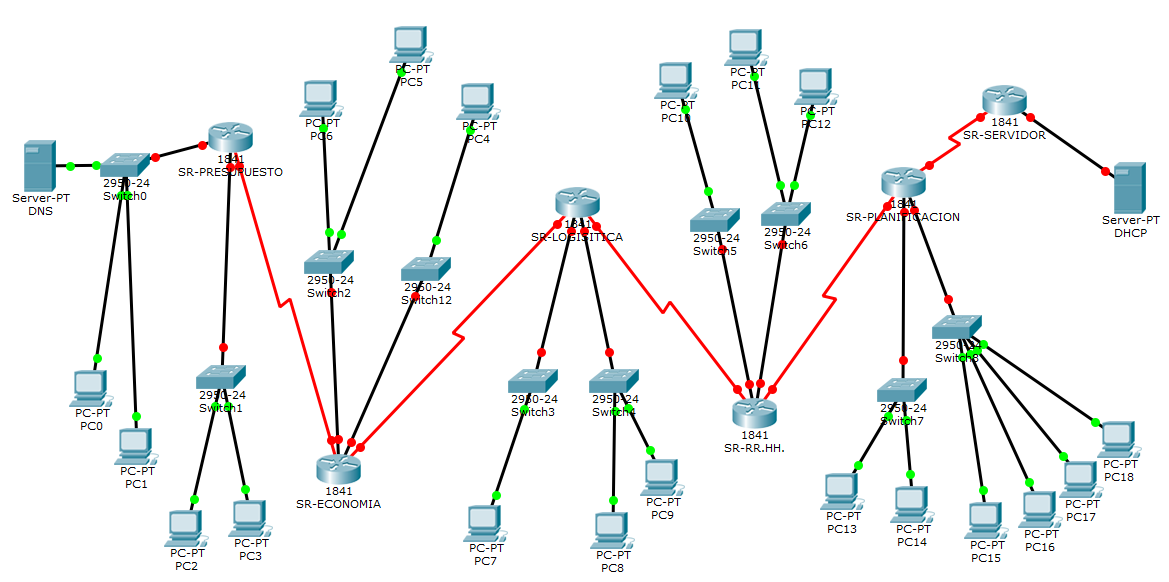 PC-PT
PC5
PC-PT
PC6
PC-PT
PC4
1841
SR-PRESUPUESTO
Server-PT
DNS
2950-24
Switch0
2950-24
Switch2
2950-24
Switch12
PC-PT
PC0
PC-PT
PC1
2950-24
Switch1
PC-PT
PC2
PC-PT
PC3
1841
SR-ECONOMIA
1841
SR-LOGISITICA
2950-24
Switch3
2950-24
Switch4
PC-PT
PC7
PC-PT
PC8
PC-PT
PC9
PC-PT
PC10
PC-PT
PC11
PC-PT
PC12
2950-24
Switch5
2950-24
Switch6
1841
SR-RR.HH.
1841
SR-SERVIDOR
1841
SR-PLANIFICACION
Server-PT
DHCP
2950-24
Switch8
2950-24
Switch7
PC-PT
PC13
PC-PT
PC14
PC-PT
PC15
PC-PT
PC16
PC-PT
PC17
PC-PT
PC18